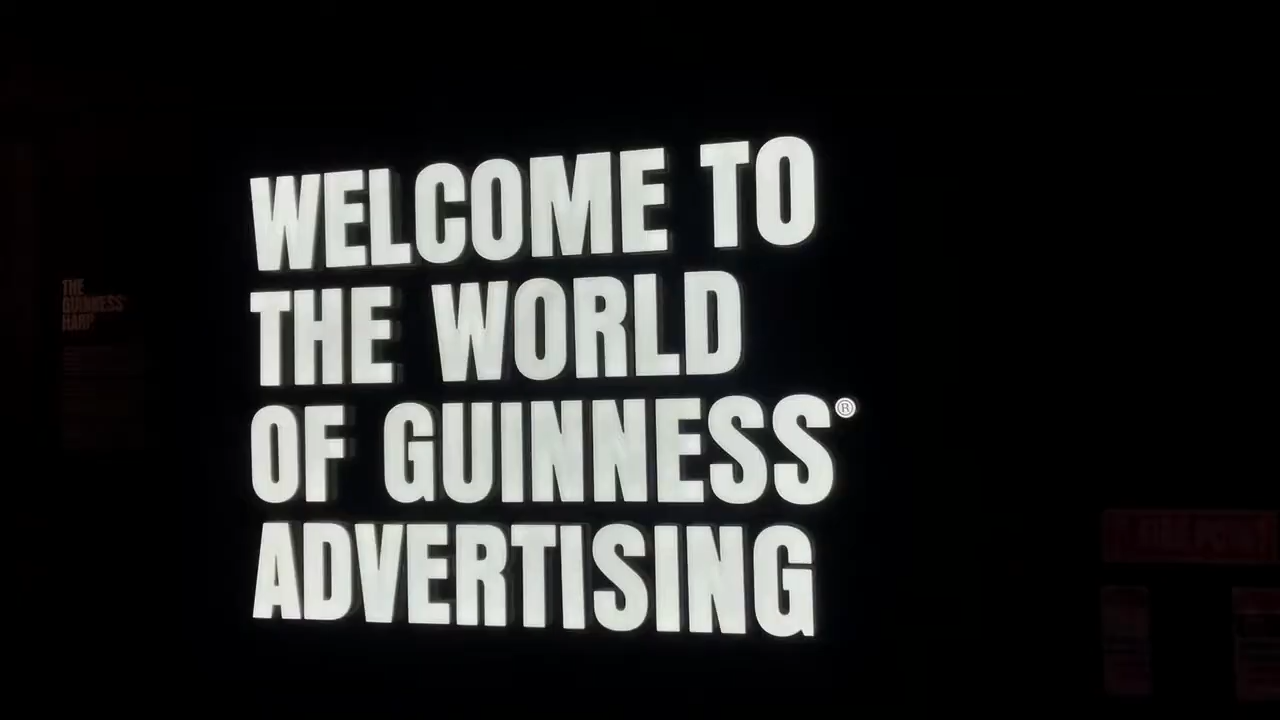 WELCOME TO
THE WORLD
OF GUINNESS®
ADVERTISING
THE
GUINNESS
HARP